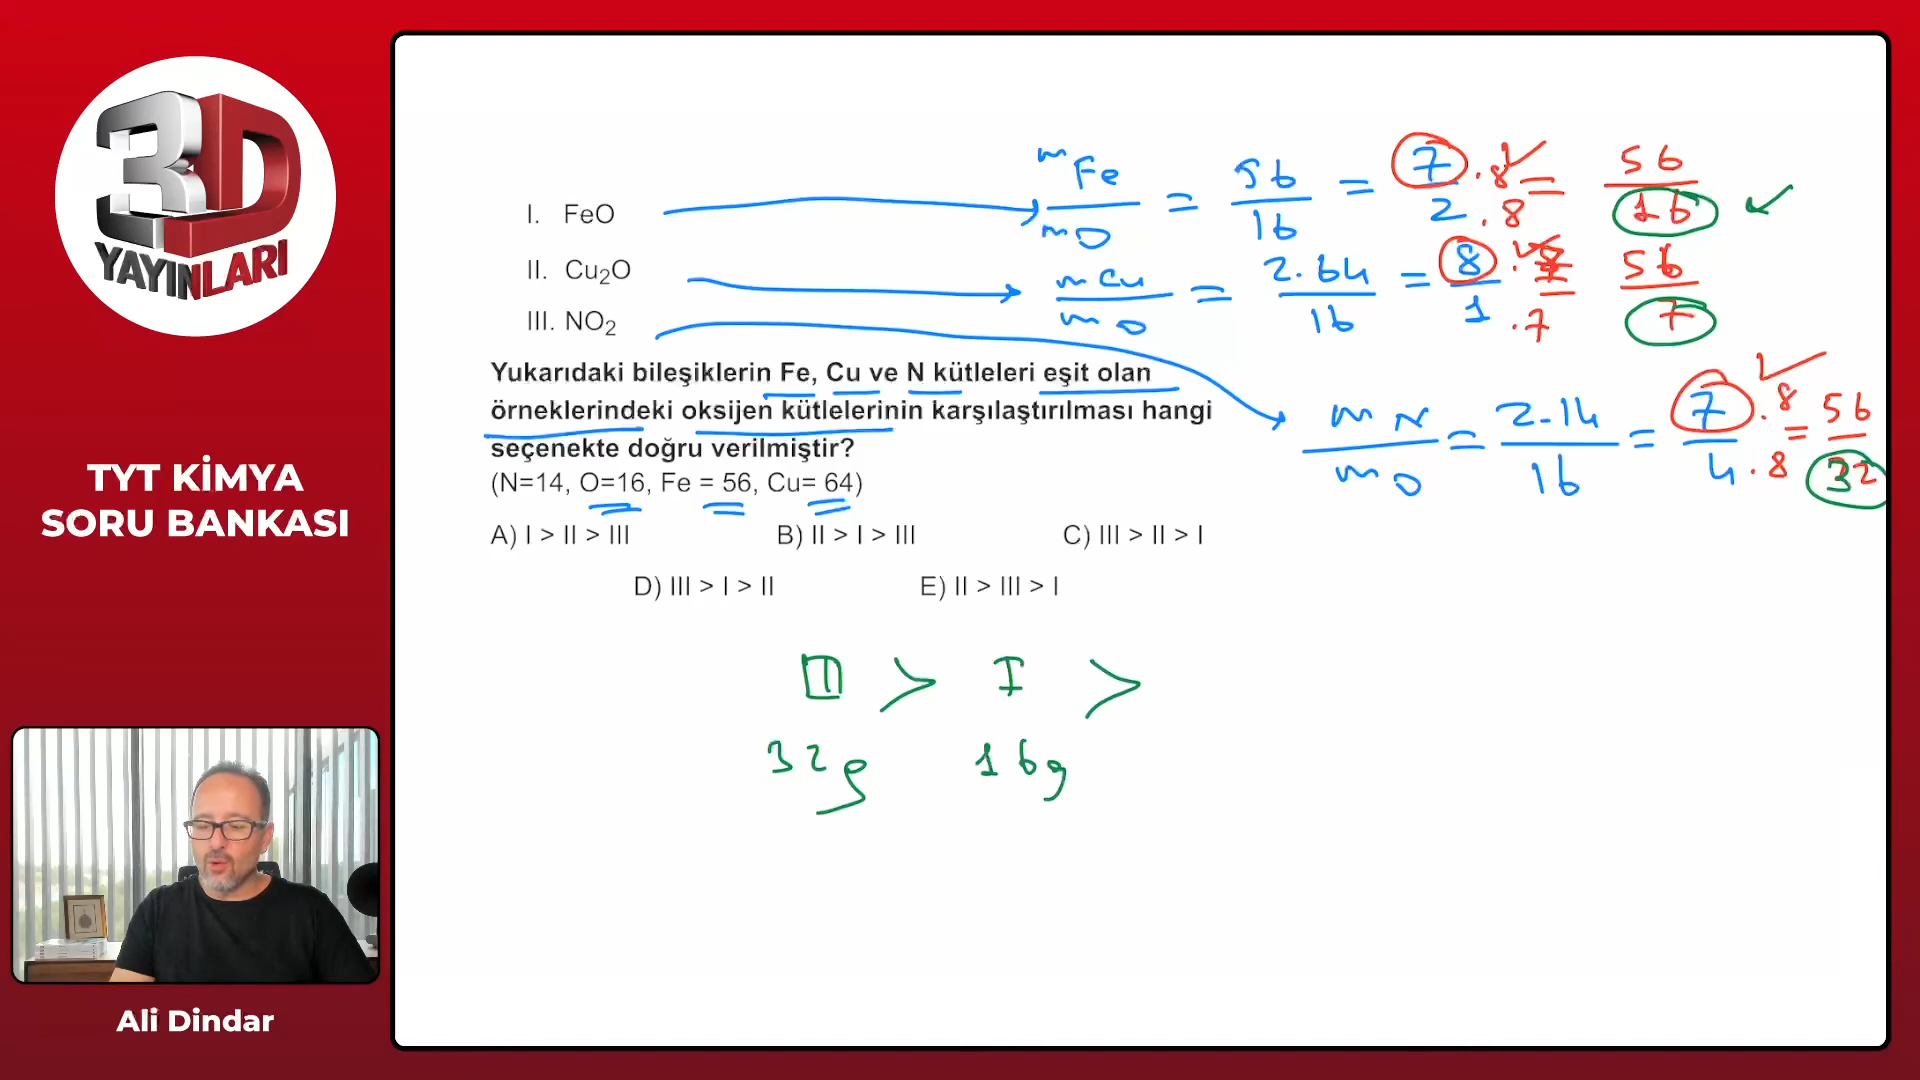 3D
YAYINLARI
TYT KİMYA
SORU BANKASI
Ali Dindar
I. FeO
II. Cu₂O
III. NO₂
Yukarıdaki bileşiklerin Fe, Cu ve N kütleleri eşit olan
örneklerindeki oksijen kütlelerinin karşılaştırılması hangi
seçenekte doğru verilmiştir?
(N=14, O=16, Fe = 56, Cu= 64)
A) I > II > III B) II > I > III C) III > II > I
D) III > I > II E) II > III > I
mFe/mO = 56/16 = 7/2 .8/.8 = 56/16
mCu/mO = 2.64/16 = 8/1 .7/.7 = 56/7
mN/mO = 2.14/16 = 7/4 .8/.8 = 56/32
III > I >
32g 16g